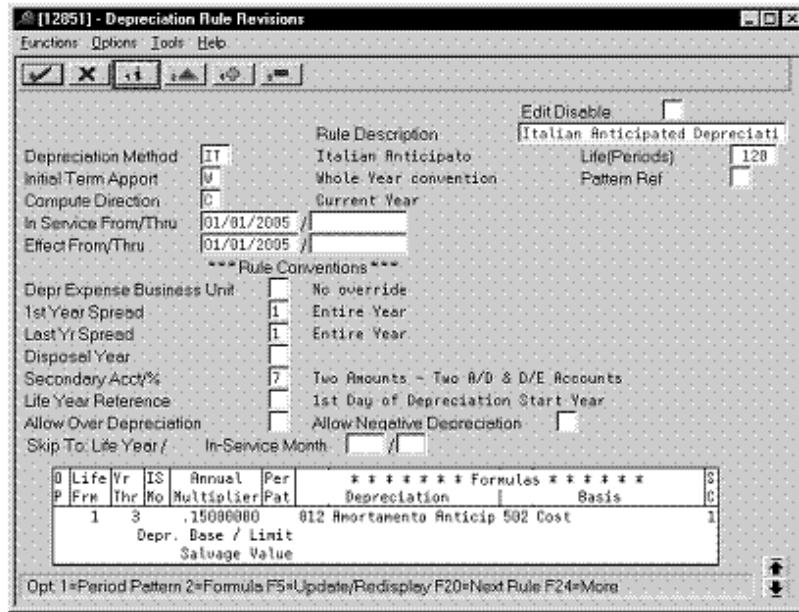 [12851] - Depreciation Rule Revisions
Functions Options Tools Help
Edit Disable
Rule Description Italian Anticipated Depreciati
Depreciation Method IT Italian Anticipato Life(Periods) 120
Initial Term Apport W Whole Year convention Pattern Ref
Compute Direction C Current Year
In Service From/Thru 01/01/2005 /
Effect From/Thru 01/01/2005 /
***Rule Conventions***
Depr Expense Business Unit No override
1st Year Spread 1 Entire Year
Last Yr Spread 1 Entire Year
Disposal Year
Secondary Acct/% 7 Two Amounts - Two A/D & D/E Accounts
Life Year Reference 1st Day of Depreciation Start Year
Allow Over Depreciation Allow Negative Depreciation
Skip To: Life Year / In-Service Month /
O Life Yr IS Annual Per * * * * * * * Formulas * * * * * * S
P Frm Thr Mo Multiplier Pat Depreciation Basis C
1 3 .15000000 012 Amortamento Anticip 502 Cost 1
Depr. Base / Limit
Salvage Value
Opt: 1=Period Pattern 2=Formula F5=Update/Redisplay F20=Next Rule F24=More